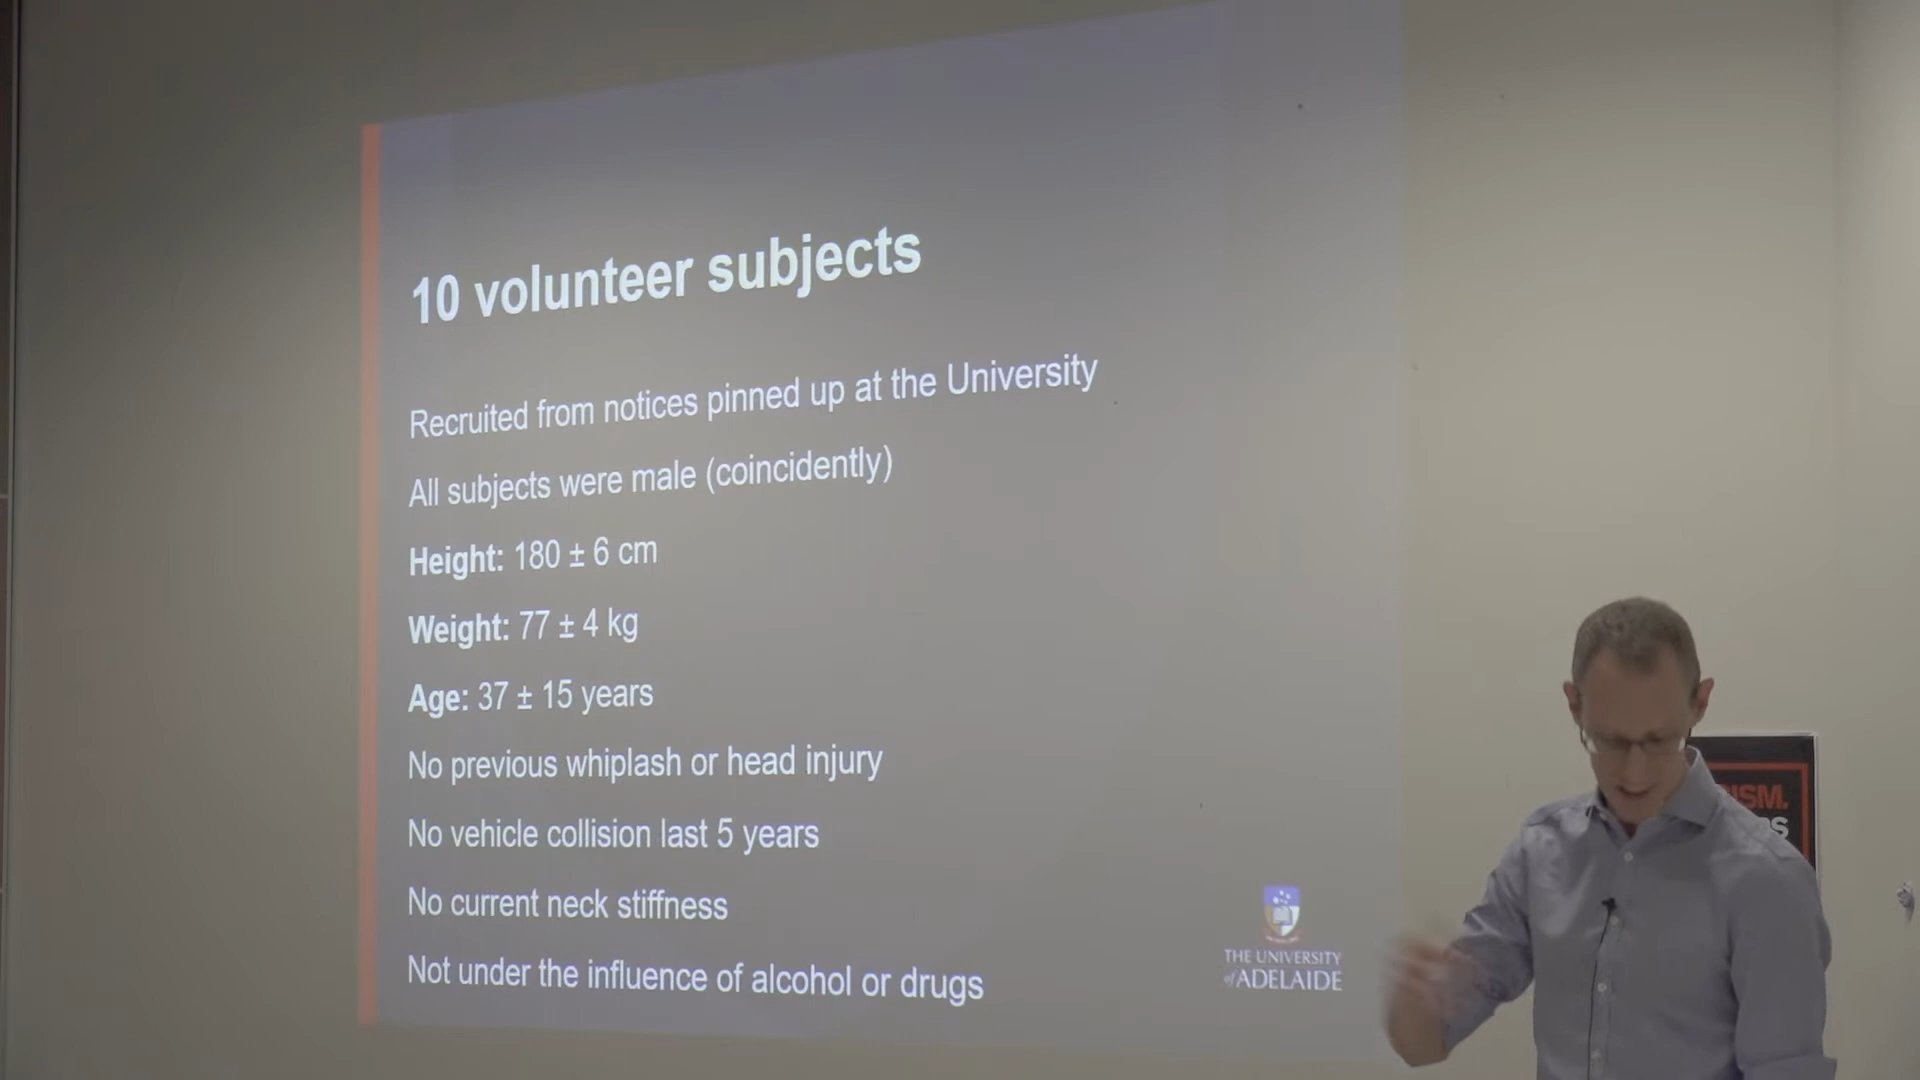 10 volunteer subjects
Recruited from notices pinned up at the University
All subjects were male (coincidently)
Height: 180 ± 6 cm
Weight: 77 ± 4 kg
Age: 37 ± 15 years
No previous whiplash or head injury
No vehicle collision last 5 years
No current neck stiffness
Not under the influence of alcohol or drugs
THE UNIVERSITY
of ADELAIDE